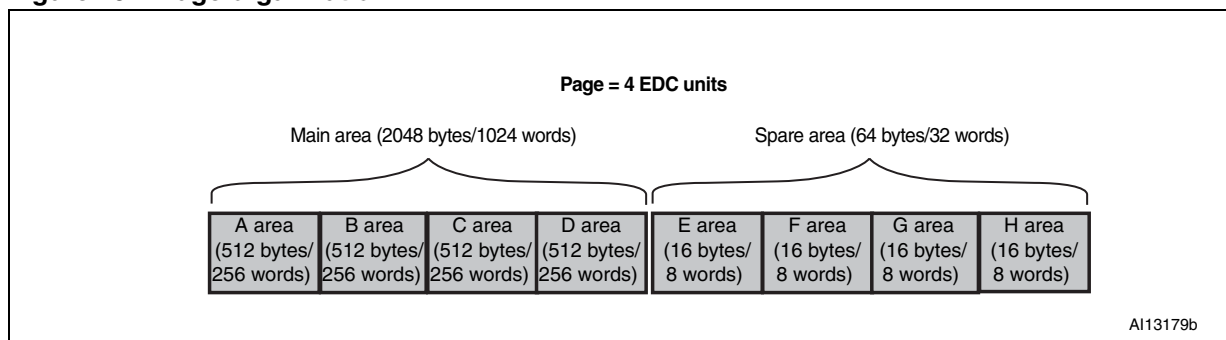 Page = 4 EDC units
Main area (2048 bytes/1024 words)
Spare area (64 bytes/32 words)
A area
(512 bytes/
256 words)
B area
(512 bytes/
256 words)
C area
(512 bytes/
256 words)
D area
(512 bytes/
256 words)
E area
(16 bytes/
8 words)
F area
(16 bytes/
8 words)
G area
(16 bytes/
8 words)
H area
(16 bytes/
8 words)
AI13179b